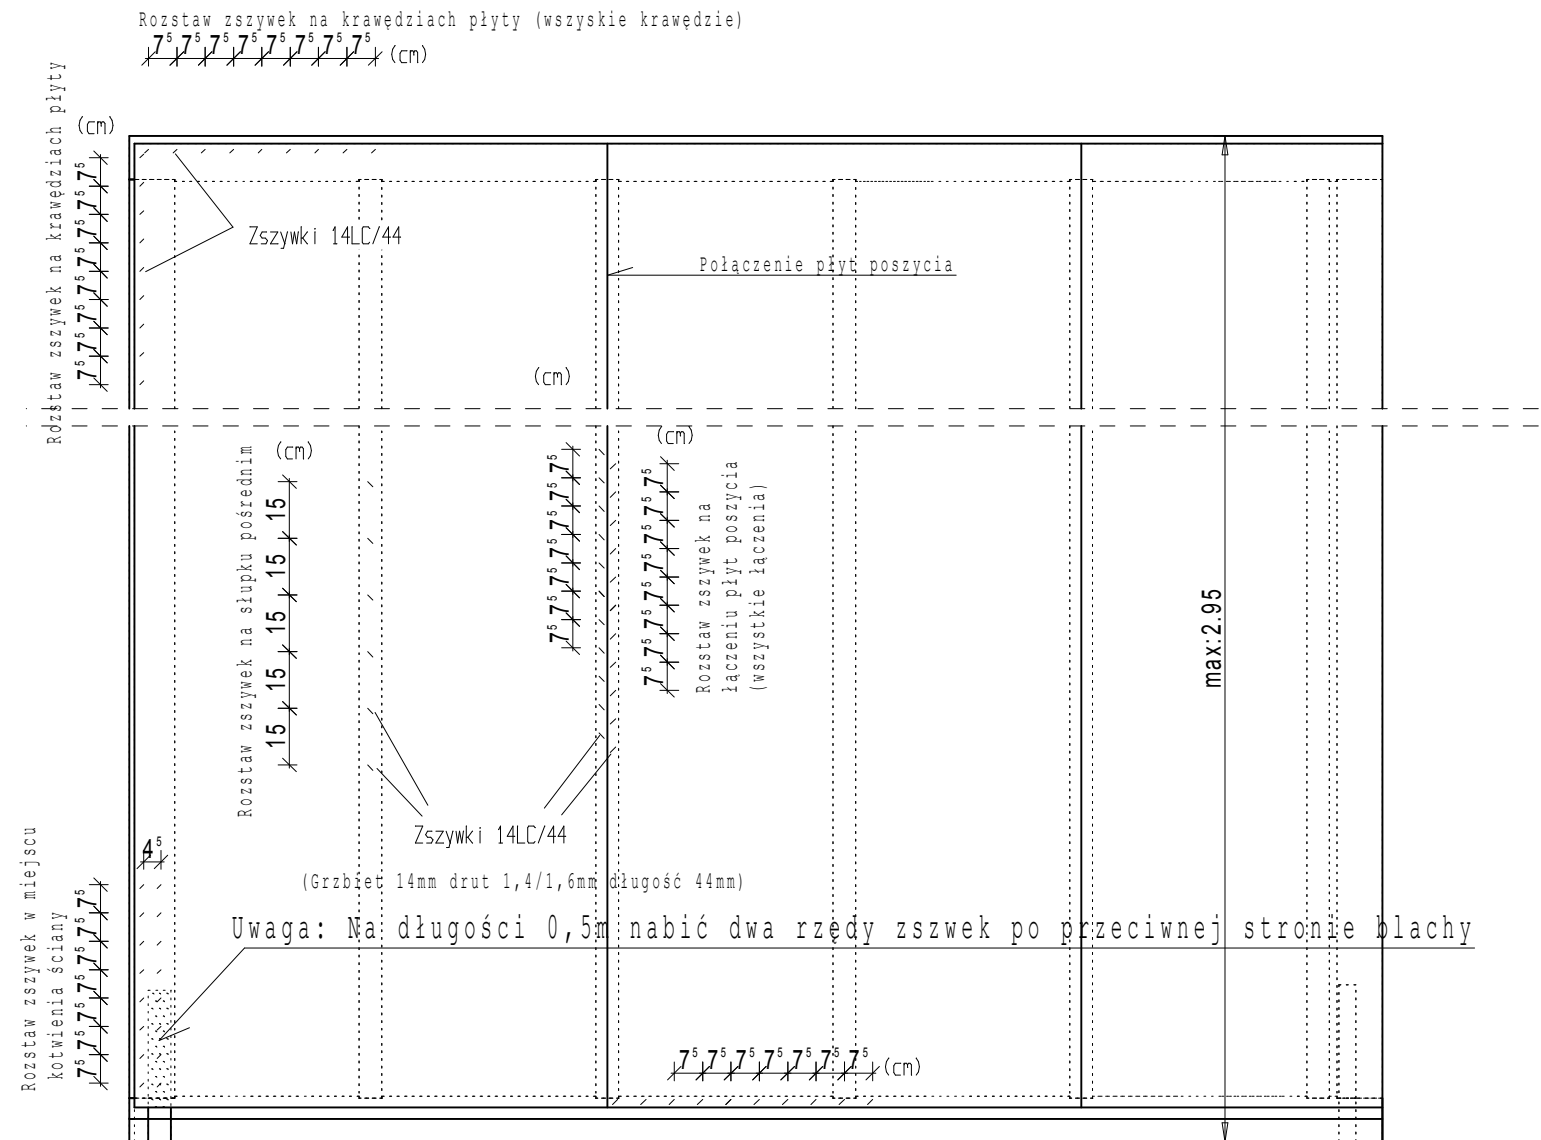 Rozstaw zszywek na krawędziach płyty (wszyskie krawędzie)
7⁵ 7⁵ 7⁵ 7⁵ 7⁵ 7⁵ 7⁵ 7⁵ (cm)
Rozstaw zszywek na krawędziach płyty
(cm)
7⁵ 7⁵ 7⁵ 7⁵ 7⁵ 7⁵ 7⁵ 7⁵
Zszywki 14LC/44
Połączenie płyt poszycia
(cm)
7⁵ 7⁵ 7⁵ 7⁵ 7⁵ 7⁵ 7⁵
(cm)
7⁵ 7⁵ 7⁵ 7⁵ 7⁵ 7⁵ 7⁵ 7⁵
Rozstaw zszywek na
łączeniu płyt poszycia
(wszystkie łączenia)
Rozstaw zszywek na słupku pośrednim
(cm)
15 15 15 15 15
max:2.95
Zszywki 14LC/44
(Grzbiet 14mm drut 1,4/1,6mm długość 44mm)
Uwaga: Na długości 0,5m nabić dwa rzędy zszwek po przeciwnej stronie blachy
4⁵
Rozstaw zszywek w miejscu
kotwienia ściany
7⁵ 7⁵ 7⁵ 7⁵ 7⁵ 7⁵ 7⁵
7⁵ 7⁵ 7⁵ 7⁵ 7⁵ 7⁵ 7⁵ (cm)